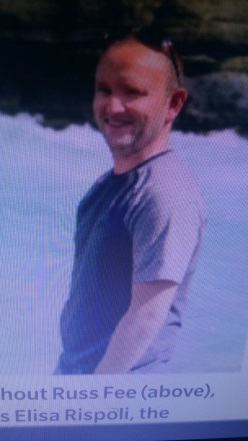 hout Russ Fee (above),
s Elisa Rispoli, the